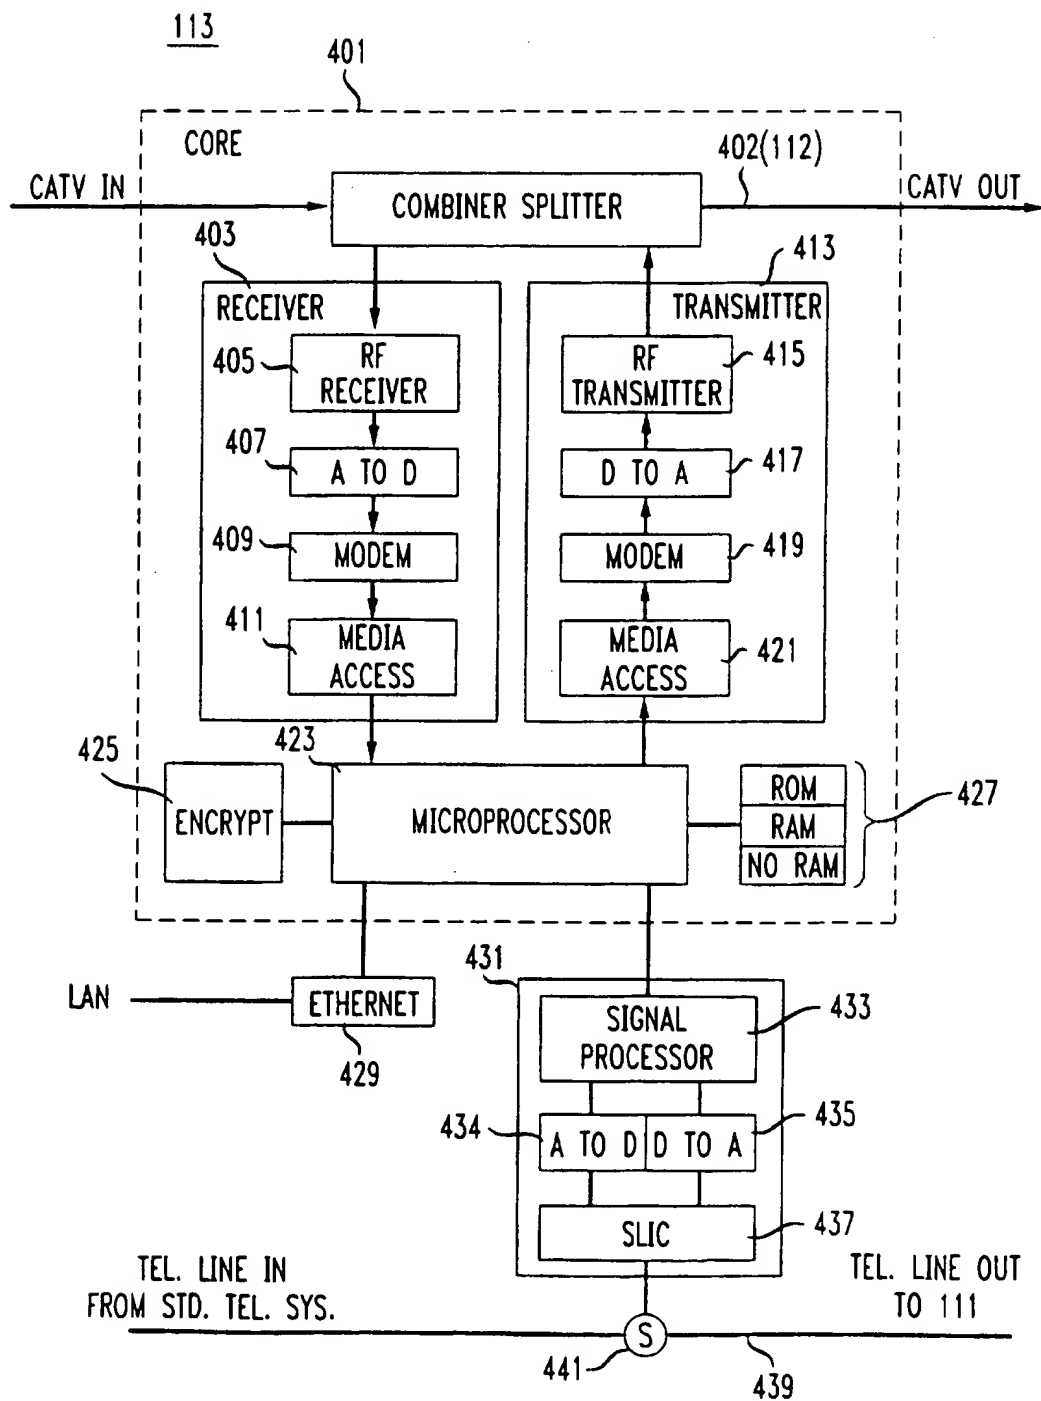 113
401
CORE
402(112)
CATV IN
COMBINER SPLITTER
CATV OUT
403
413
RECEIVER
TRANSMITTER
405
RF
RECEIVER
RF
TRANSMITTER
415
407
A TO D
D TO A
417
409
MODEM
MODEM
419
411
MEDIA
ACCESS
MEDIA
ACCESS
421
425
423
ENCRYPT
MICROPROCESSOR
ROM
RAM
NO RAM
427
431
LAN
ETHERNET
429
SIGNAL
PROCESSOR
433
434
A TO D
D TO A
435
SLIC
437
TEL. LINE IN
FROM STD. TEL. SYS.
TEL. LINE OUT
TO 111
S
441
439